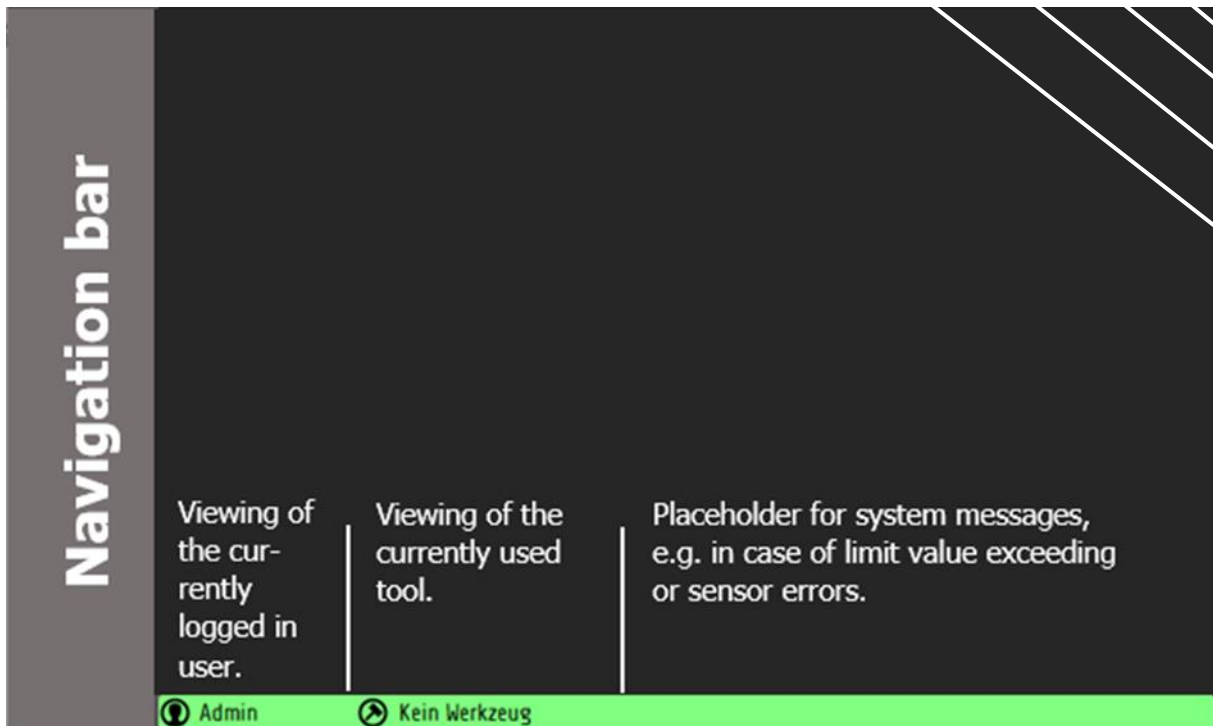 Navigation bar
Viewing of
the cur-
rently
logged in
user.
Viewing of the
currently used
tool.
Placeholder for system messages,
e.g. in case of limit value exceeding
or sensor errors.
Admin
Kein Werkzeug